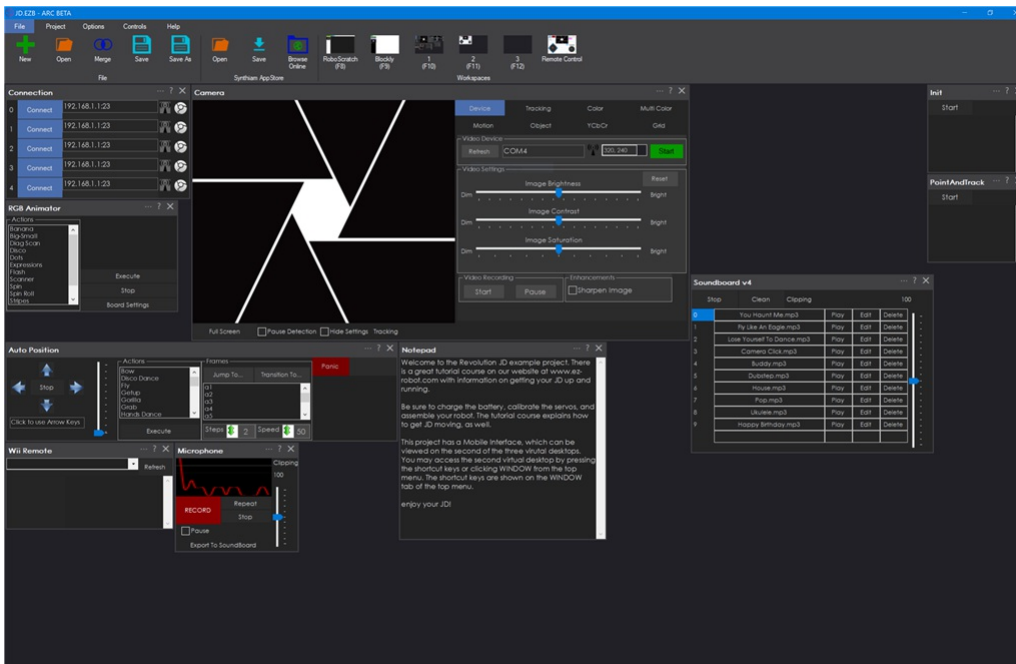 JD.EZB - ARC BETA
File Project Options Controls Help
New Open Merge Save Save As Open Save Browse Online RoboScratch (F8) Blockly (F9) 1 (F10) 2 (F11) 3 (F12) Remote Control
File Synthiam AppStore Workspaces
Connection
0 Connect 192.168.1.1:23
1 Connect 192.168.1.1:23
2 Connect 192.168.1.1:23
3 Connect 192.168.1.1:23
4 Connect 192.168.1.1:23
RGB Animator
Actions
Banana
Big-Small
Diag Scan
Disco
Dots
Expressions
Flash
Scanner
Spin
Spin Roll
Stripes
Execute
Stop
Board Settings
Camera
Device Tracking Color Multi-Color
Motion Object YCbCr Grid
Video Device
Refresh COM4 320, 240 Start
Video Settings
Reset
Image Brightness
Dim Bright
Image Contrast
Dim Bright
Image Saturation
Dim Bright
Video Recording
Start Pause
Enhancements
Sharpen Image
Full Screen Pause Detection Hide Settings Tracking
Init
Start
PointAndTrack
Start
Soundboard v4
Stop Clean Clipping 100
0 You Haunt Me.mp3 Play Edit Delete
1 Fly Like An Eagle.mp3 Play Edit Delete
2 Lose Yourself To Dance.mp3 Play Edit Delete
3 Camera Click.mp3 Play Edit Delete
4 Buddy.mp3 Play Edit Delete
5 Dubstep.mp3 Play Edit Delete
6 House.mp3 Play Edit Delete
7 Pop.mp3 Play Edit Delete
8 Ukulele.mp3 Play Edit Delete
9 Happy Birthday.mp3 Play Edit Delete
Auto Position
Stop
Click to use Arrow Keys
Actions
Bow
Disco Dance
Fly
Getup
Gorilla
Grab
Hands Dance
Execute
Frames
Jump To... Transition To...
a1
a2
a3
a4
a5
Steps 2 Speed 50
Panic
Notepad
Welcome to the Revolution JD example project. There
is a great tutorial course on our website at www.ez-
robot.com with information on getting your JD up and
running.
Be sure to charge the battery, calibrate the servos, and
assemble your robot. The tutorial course explains how
to get JD moving, as well.
This project has a Mobile Interface, which can be
viewed on the second of the three virutal desktops.
You may access the second virtual desktop by pressing
the shortcut keys or clicking WINDOW from the top
menu. The shortcut keys are shown on the WINDOW
tab of the top menu.
enjoy your JD!
Wii Remote
Refresh
Microphone
Clipping
100
RECORD
Repeat
Stop
Pause
Export To SoundBoard